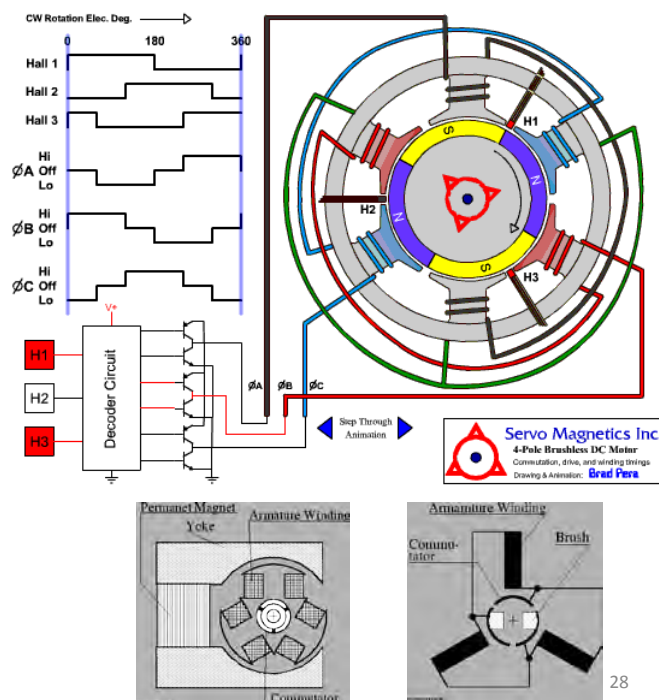 CW Rotation Elec. Deg.
0 180 360
Hall 1
Hall 2
Hall 3
Hi
ØA Off
Lo
Hi
ØB Off
Lo
Hi
ØC Off
Lo
V+
H1
H2
H3
Decoder Circuit
ØA ØB ØC
H1
H2
H3
S
N
N
S
Step Through
Animation
Servo Magnetics Inc
4-Pole Brushless DC Motor
Commutation, drive, and winding timings
Drawing & Animation: Brad Pera
Permanet Magnet
Yoke
Armature Winding
Commutator
Armamture Winding
Commu-
tator
Brush
28